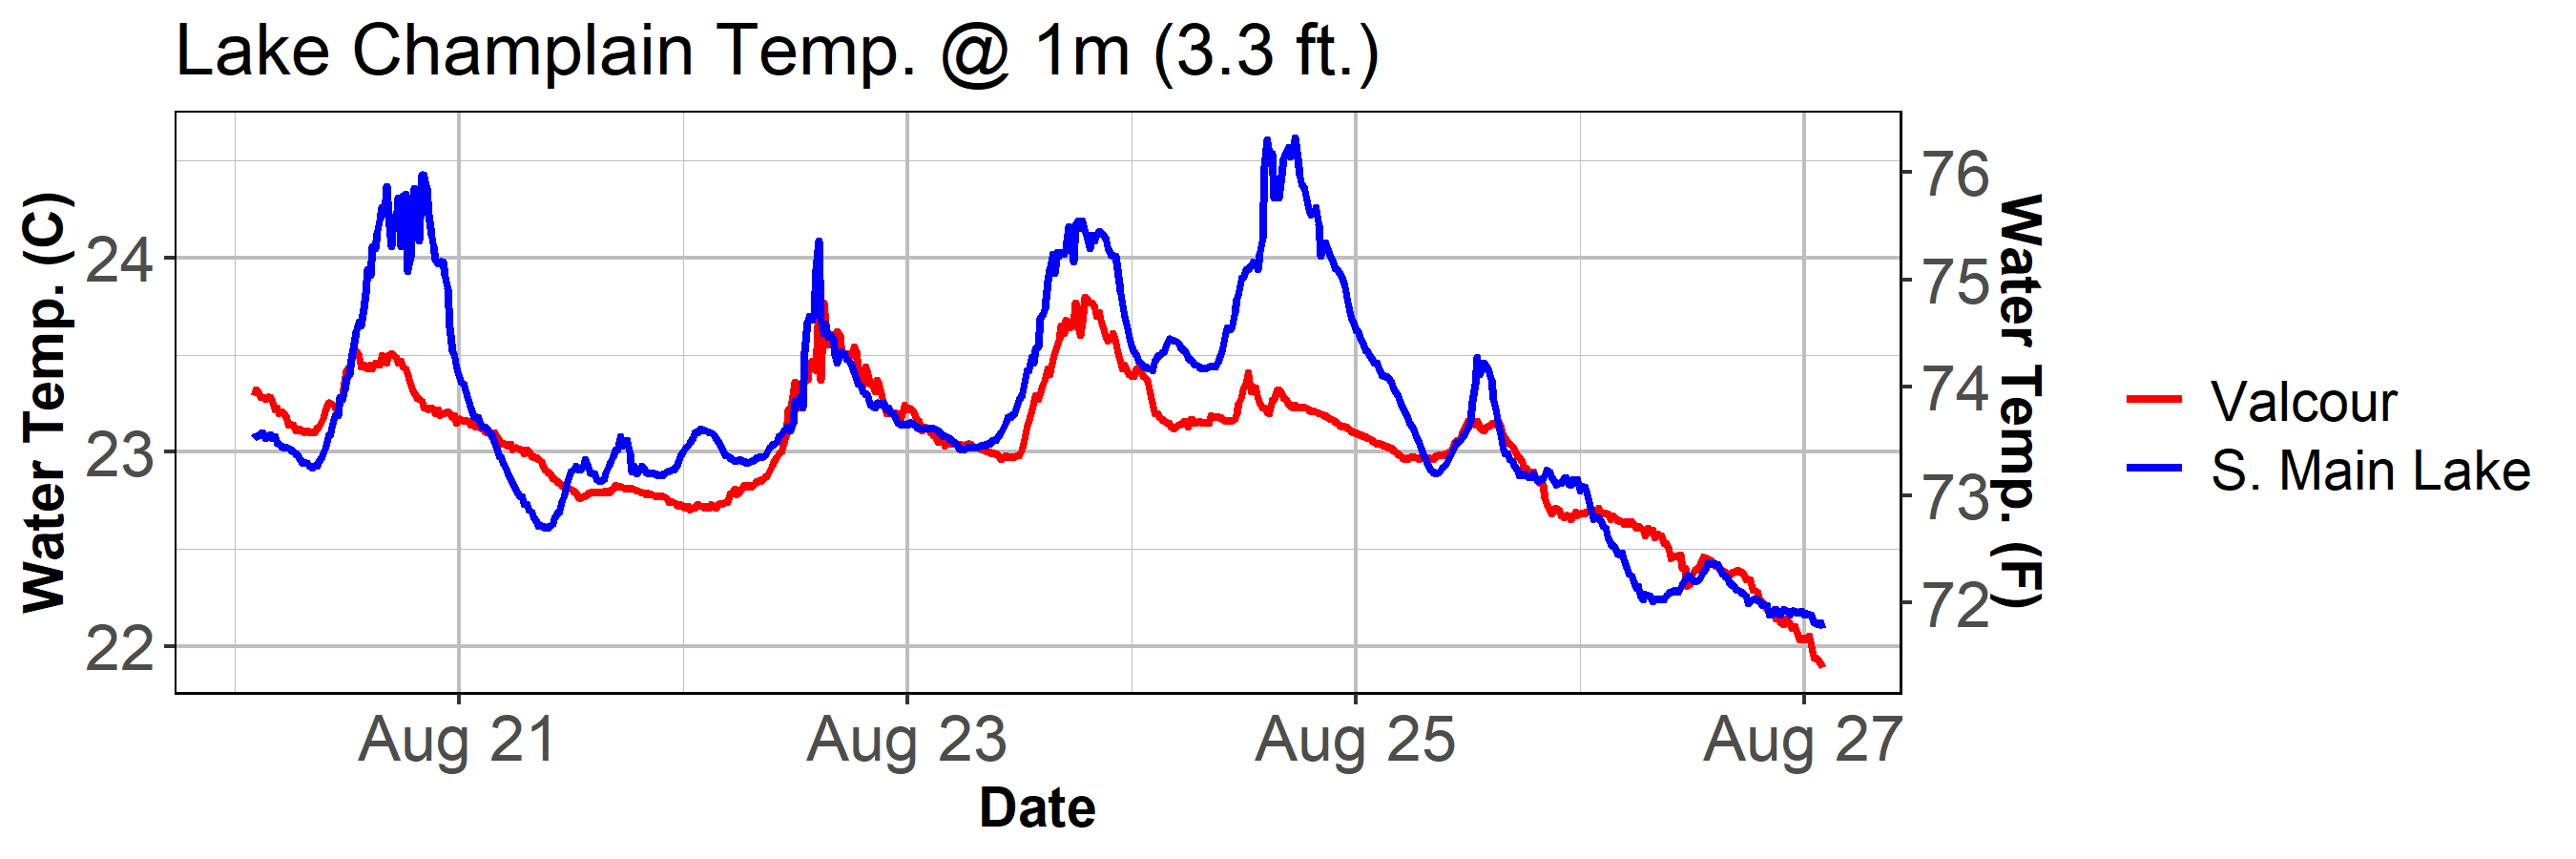 Lake Champlain Temp. @ 1m (3.3 ft.)
Water Temp. (C)
24
23
22
76
75
74
73
72
Water Temp. (F)
Aug 21
Aug 23
Aug 25
Aug 27
Date
Valcour
S. Main Lake